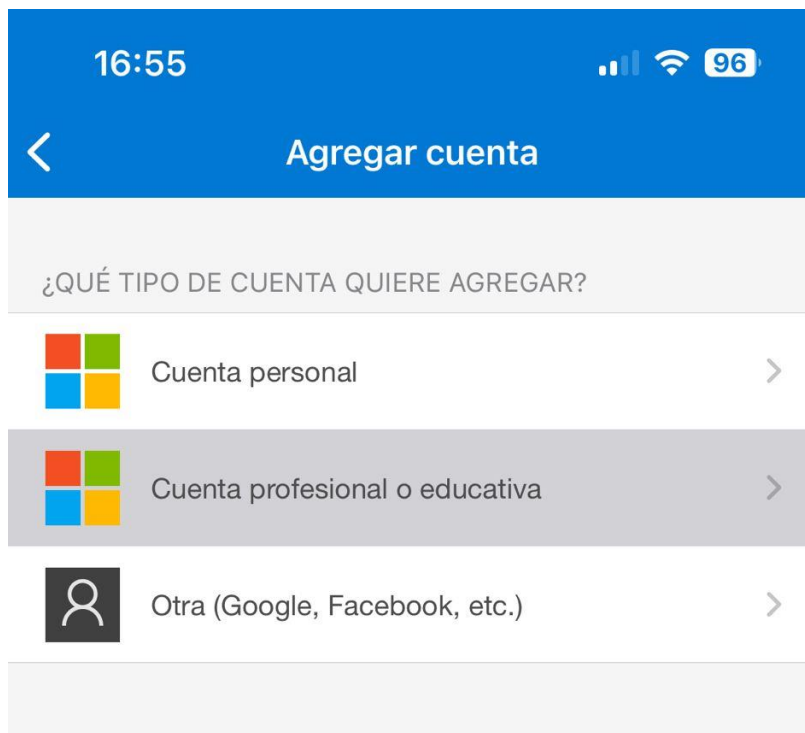 16:55
96
Agregar cuenta
¿QUÉ TIPO DE CUENTA QUIERE AGREGAR?
Cuenta personal
Cuenta profesional o educativa
Otra (Google, Facebook, etc.)